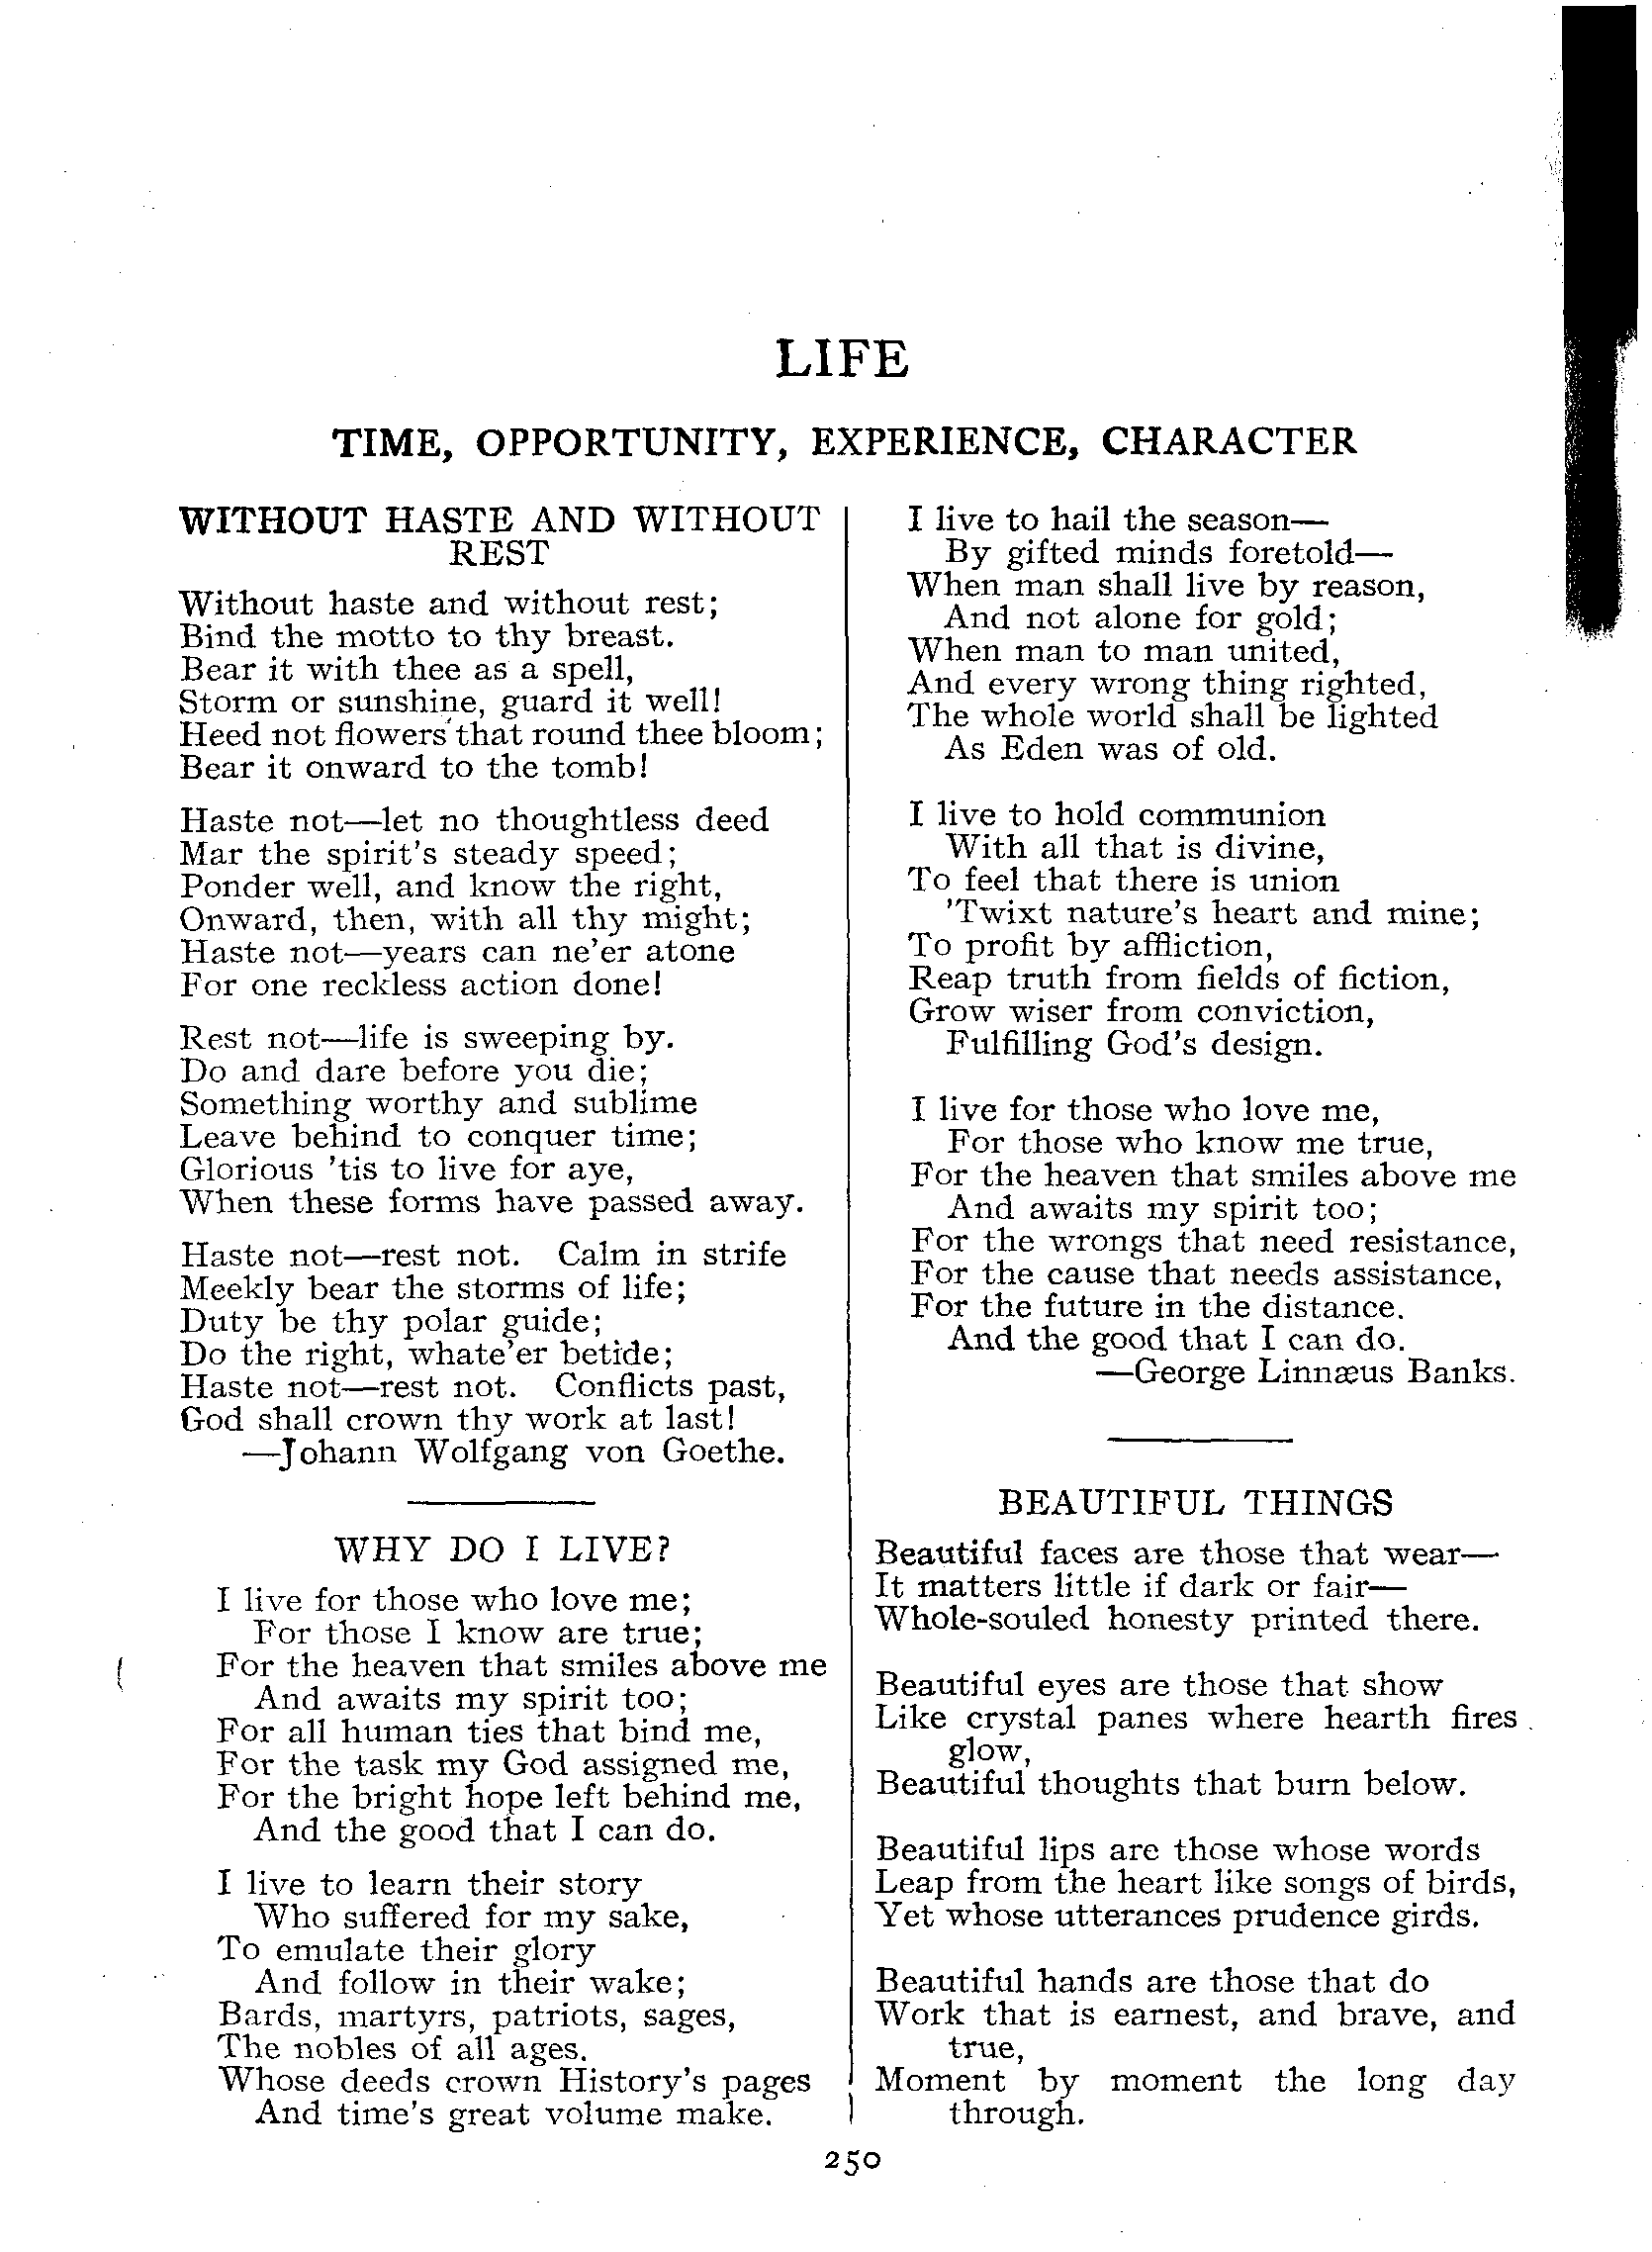 LIFE
TIME, OPPORTUNITY, EXPERIENCE, CHARACTER
WITHOUT HASTE AND WITHOUT
REST
Without haste and without rest;
Bind the motto to thy breast.
Bear it with thee as a spell,
Storm or sunshine, guard it well!
Heed not flowers that round thee bloom;
Bear it onward to the tomb!
Haste not—let no thoughtless deed
Mar the spirit's steady speed;
Ponder well, and know the right,
Onward, then, with all thy might;
Haste not—years can ne'er atone
For one reckless action done!
Rest not—life is sweeping by.
Do and dare before you die;
Something worthy and sublime
Leave behind to conquer time;
Glorious 'tis to live for aye,
When these forms have passed away.
Haste not—rest not. Calm in strife
Meekly bear the storms of life;
Duty be thy polar guide;
Do the right, whate'er betide;
Haste not—rest not. Conflicts past,
God shall crown thy work at last!
—Johann Wolfgang von Goethe.
WHY DO I LIVE?
I live for those who love me;
For those I know are true;
For the heaven that smiles above me
And awaits my spirit too;
For all human ties that bind me,
For the task my God assigned me,
For the bright hope left behind me,
And the good that I can do.
I live to learn their story
Who suffered for my sake,
To emulate their glory
And follow in their wake;
Bards, martyrs, patriots, sages,
The nobles of all ages.
Whose deeds crown History's pages
And time's great volume make.
I live to hail the season—
By gifted minds foretold—
When man shall live by reason,
And not alone for gold;
When man to man united,
And every wrong thing righted,
The whole world shall be lighted
As Eden was of old.
I live to hold communion
With all that is divine,
To feel that there is union
'Twixt nature's heart and mine;
To profit by affliction,
Reap truth from fields of fiction,
Grow wiser from conviction,
Fulfilling God's design.
I live for those who love me,
For those who know me true,
For the heaven that smiles above me
And awaits my spirit too;
For the wrongs that need resistance,
For the cause that needs assistance,
For the future in the distance.
And the good that I can do.
—George Linnæus Banks.
BEAUTIFUL THINGS
Beautiful faces are those that wear—
It matters little if dark or fair—
Whole-souled honesty printed there.
Beautiful eyes are those that show
Like crystal panes where hearth fires
glow,
Beautiful thoughts that burn below.
Beautiful lips are those whose words
Leap from the heart like songs of birds,
Yet whose utterances prudence girds.
Beautiful hands are those that do
Work that is earnest, and brave, and
true,
Moment by moment the long day
through.
250